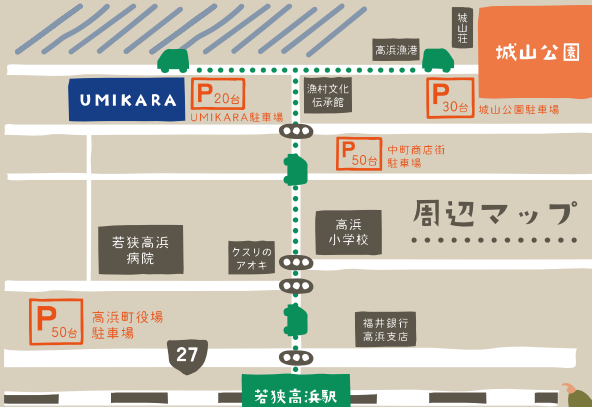 城山荘
高浜漁港
城山公園
UMIKARA
P20台
UMIKARA駐車場
漁村文化
伝承館
P30台
城山公園駐車場
P50台
中町商店街
駐車場
周辺マップ
若狭高浜
病院
クスリの
アオキ
高浜
小学校
P50台
高浜町役場
駐車場
27
福井銀行
高浜支店
若狭高浜駅